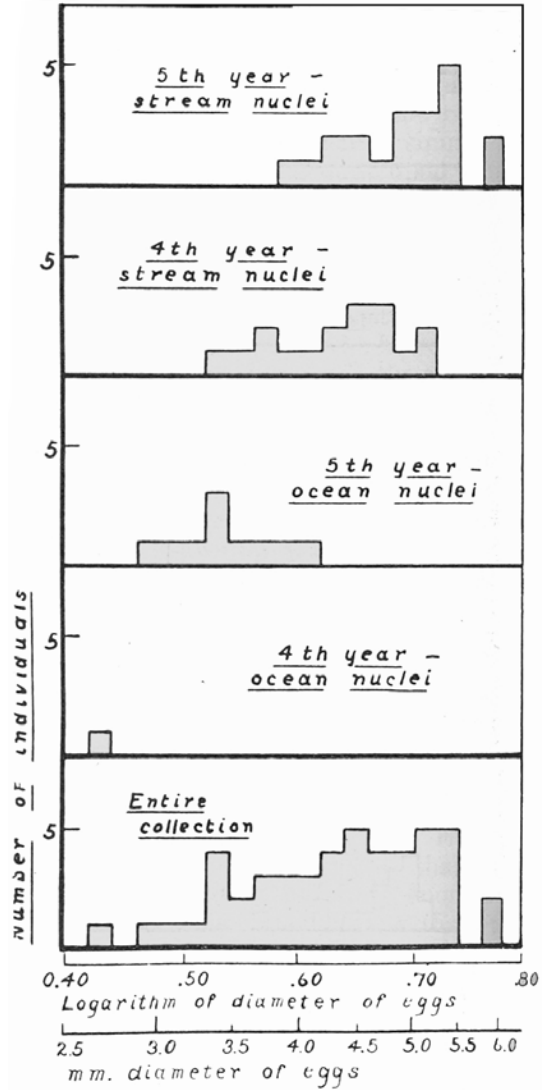 5
5th year -
stream nuclei
5
4th year -
stream nuclei
5
5th year -
ocean nuclei
5
4th year -
ocean nuclei
5
Entire
collection
Number of individuals
0.40 .50 .60 .70 .80
Logarithm of diameter of eggs
2.5 3.0 3.5 4.0 4.5 5.0 5.5 6.0
mm. diameter of eggs